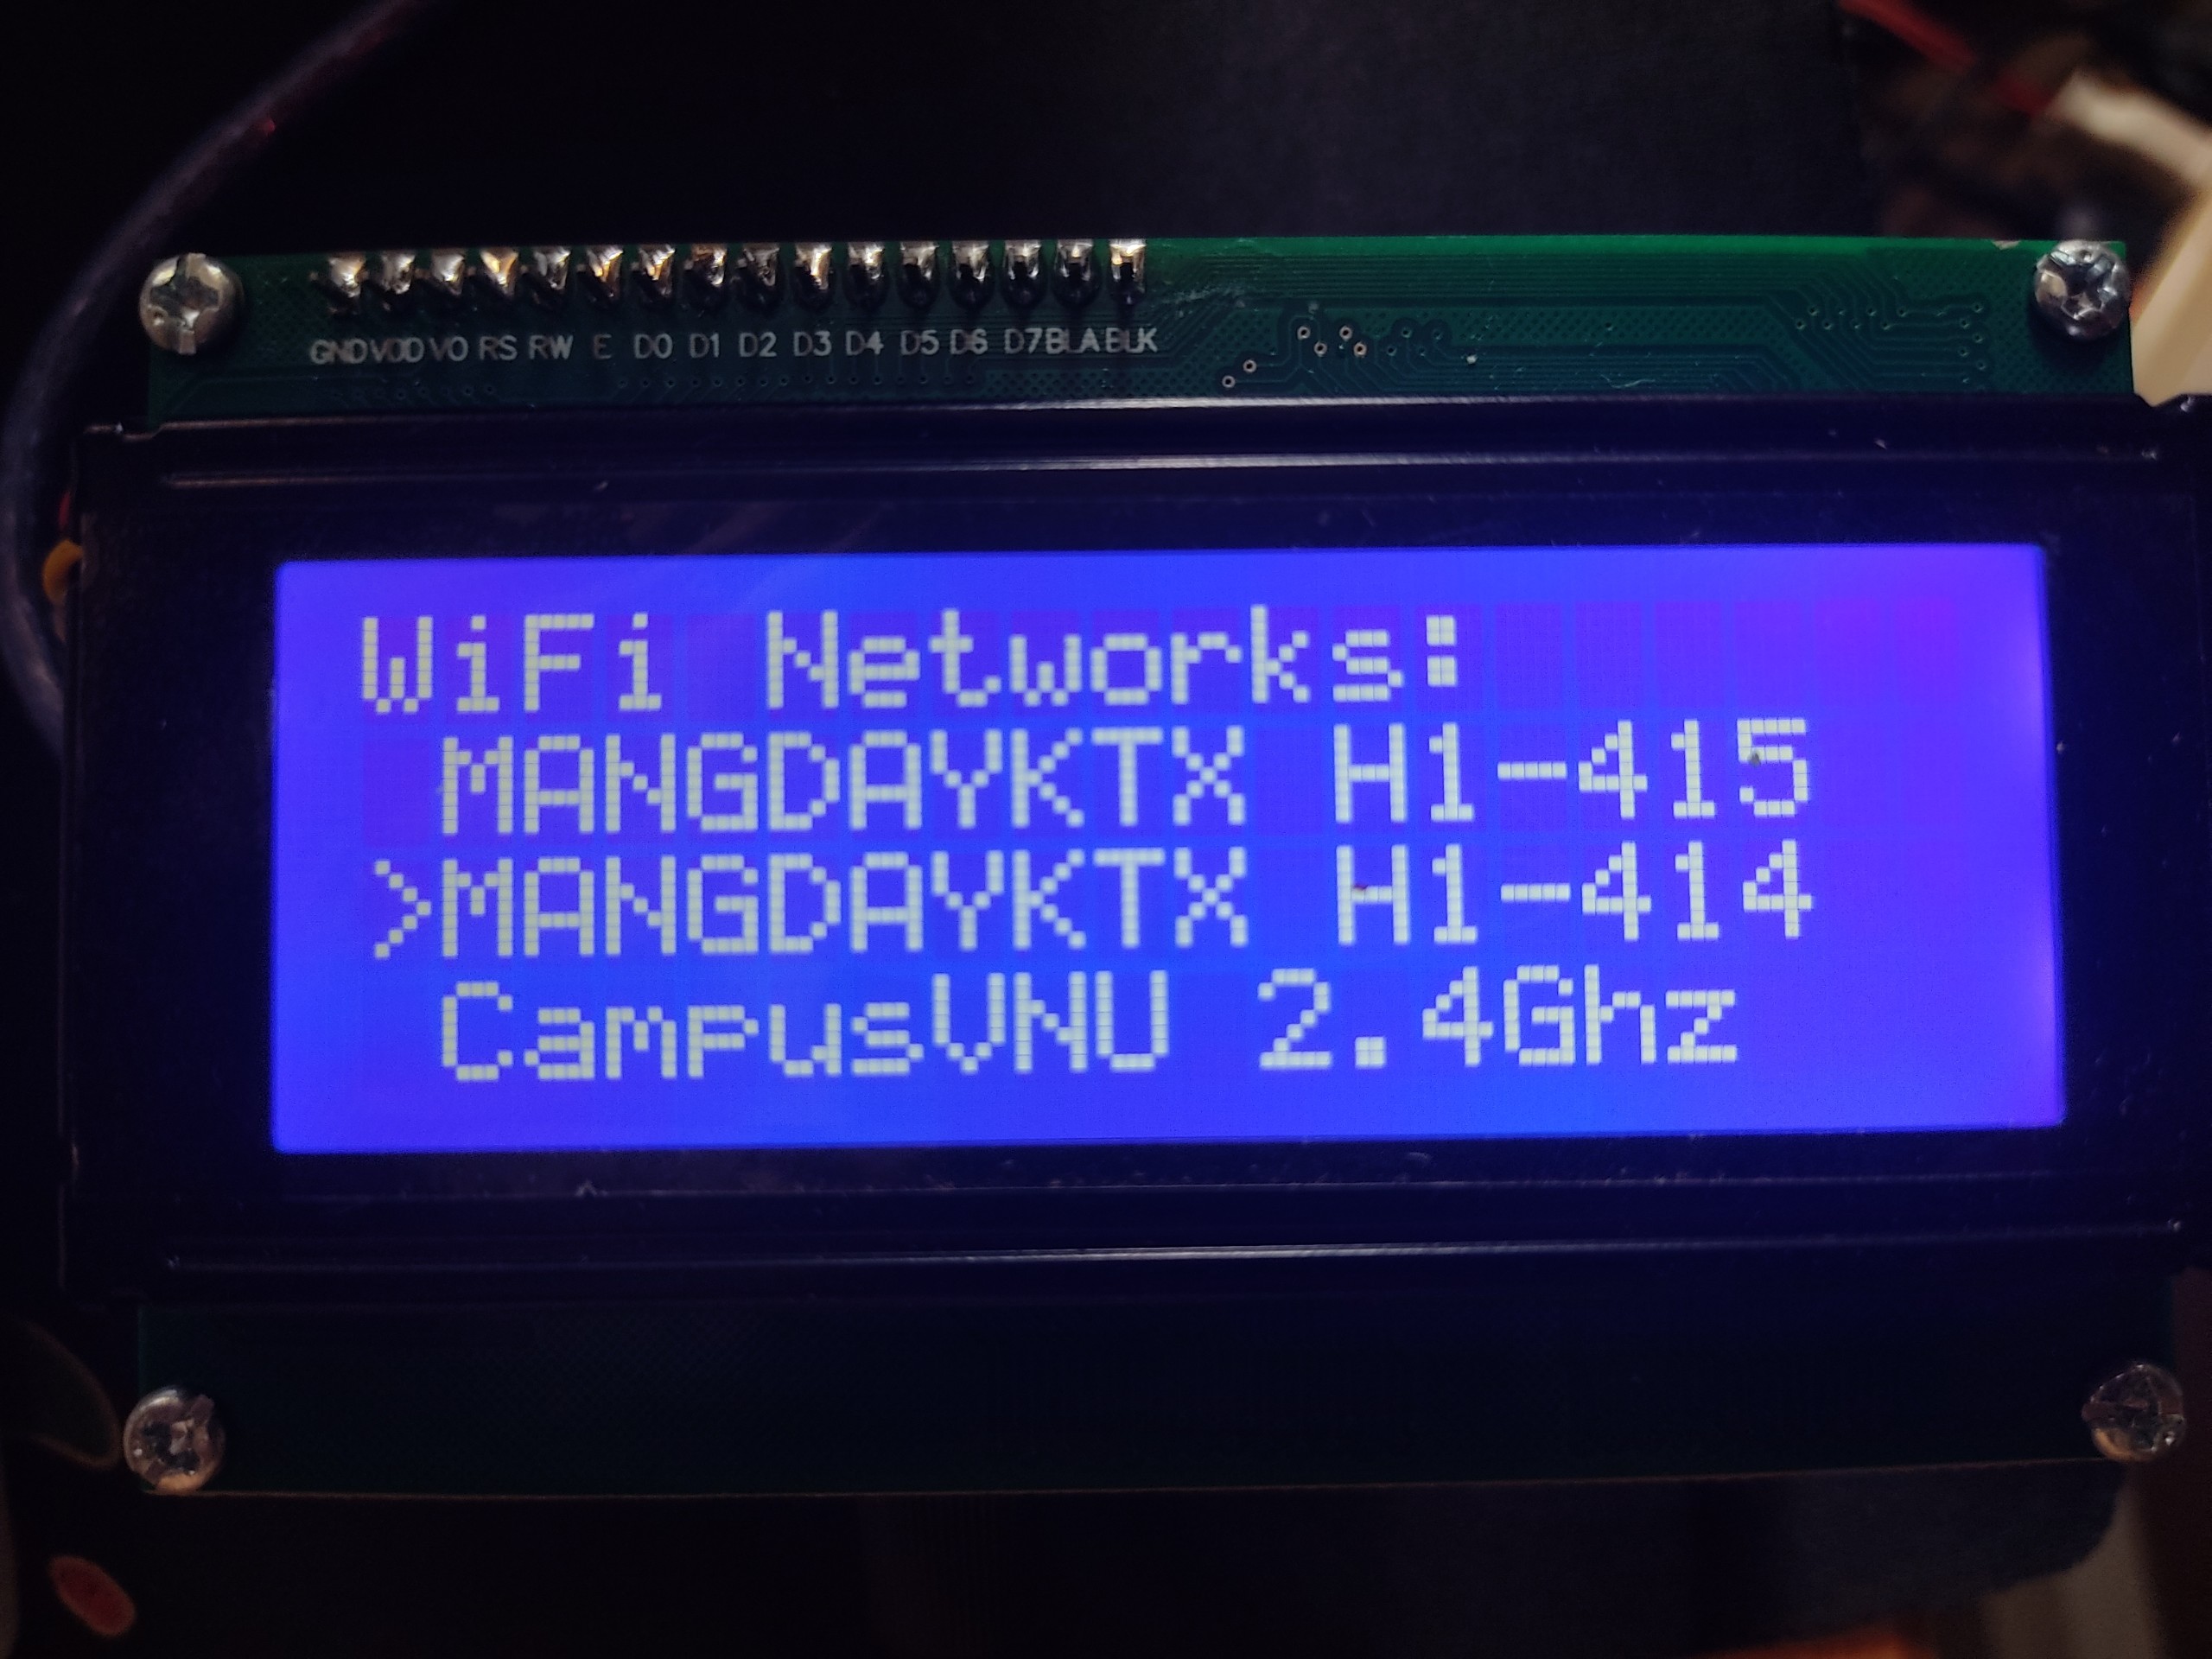 GND VDD VO RS RW E D0 D1 D2 D3 D4 D5 D6 D7 BLA BLK
WiFi Networks:
MANGDAYKTX H1-415
>MANGDAYKTX H1-414
CampusVNU 2.4Ghz